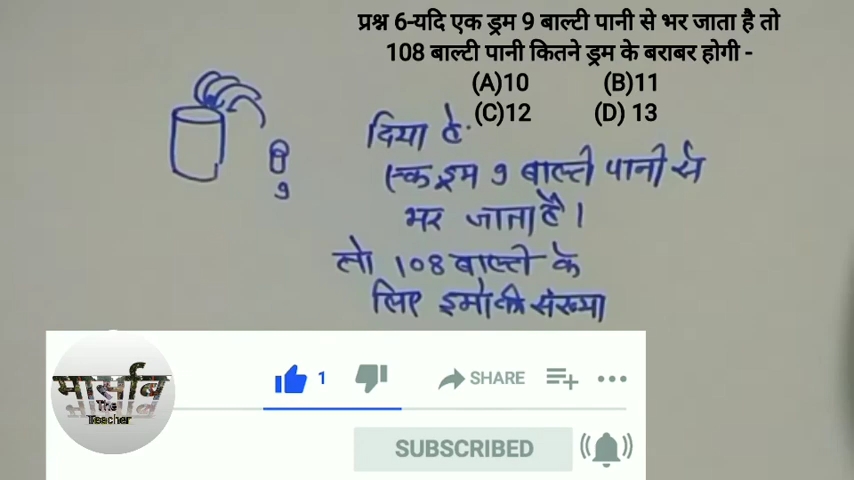 प्रश्न 6-यदि एक ड्रम 9 बाल्टी पानी से भर जाता है तो
108 बाल्टी पानी कितने ड्रम के बराबर होगी -
(A)10 (B)11
(C)12 (D) 13
दिया है.
एक ड्रम 9 बाल्टी पानी से
भर जाता है।
तो 108 बाल्टी के
लिए ड्रमों की संख्या
9
मार्साब
The
Teacher
1
SHARE
SUBSCRIBED